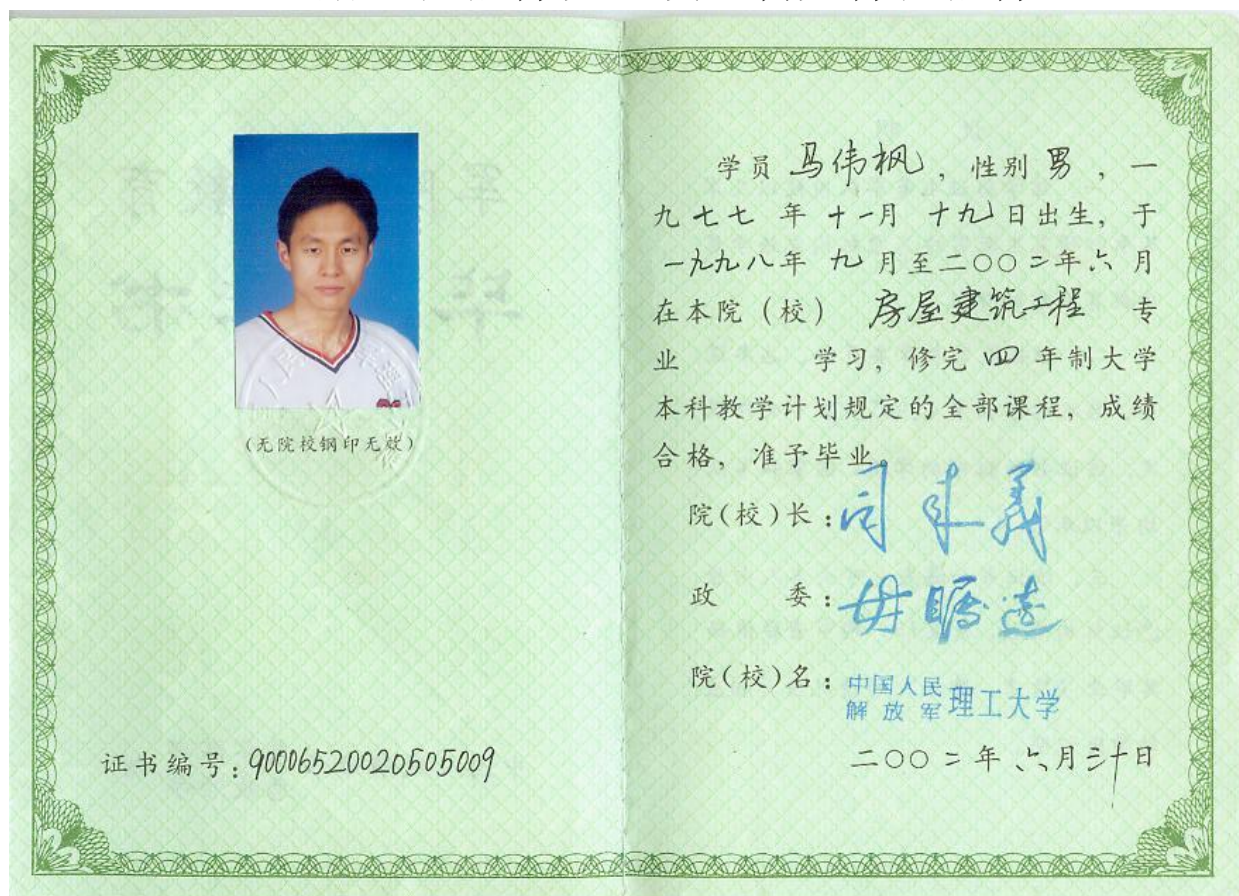 (无院校钢印无效)
证书编号:90006520020505009
学员 马伟枫 ,性别 男 ,一
九七七 年 十一月 十九日出生,于
一九九八年 九 月至二〇〇二年六月
在本院(校) 房屋建筑工程 专
业 学习,修完 四 年制大学
本科教学计划规定的全部课程,成绩
合格,准予毕业。
院(校)长:司来义
政 委:毋瞩远
院(校)名:中国人民解放军理工大学
二〇〇二年 六月三十日